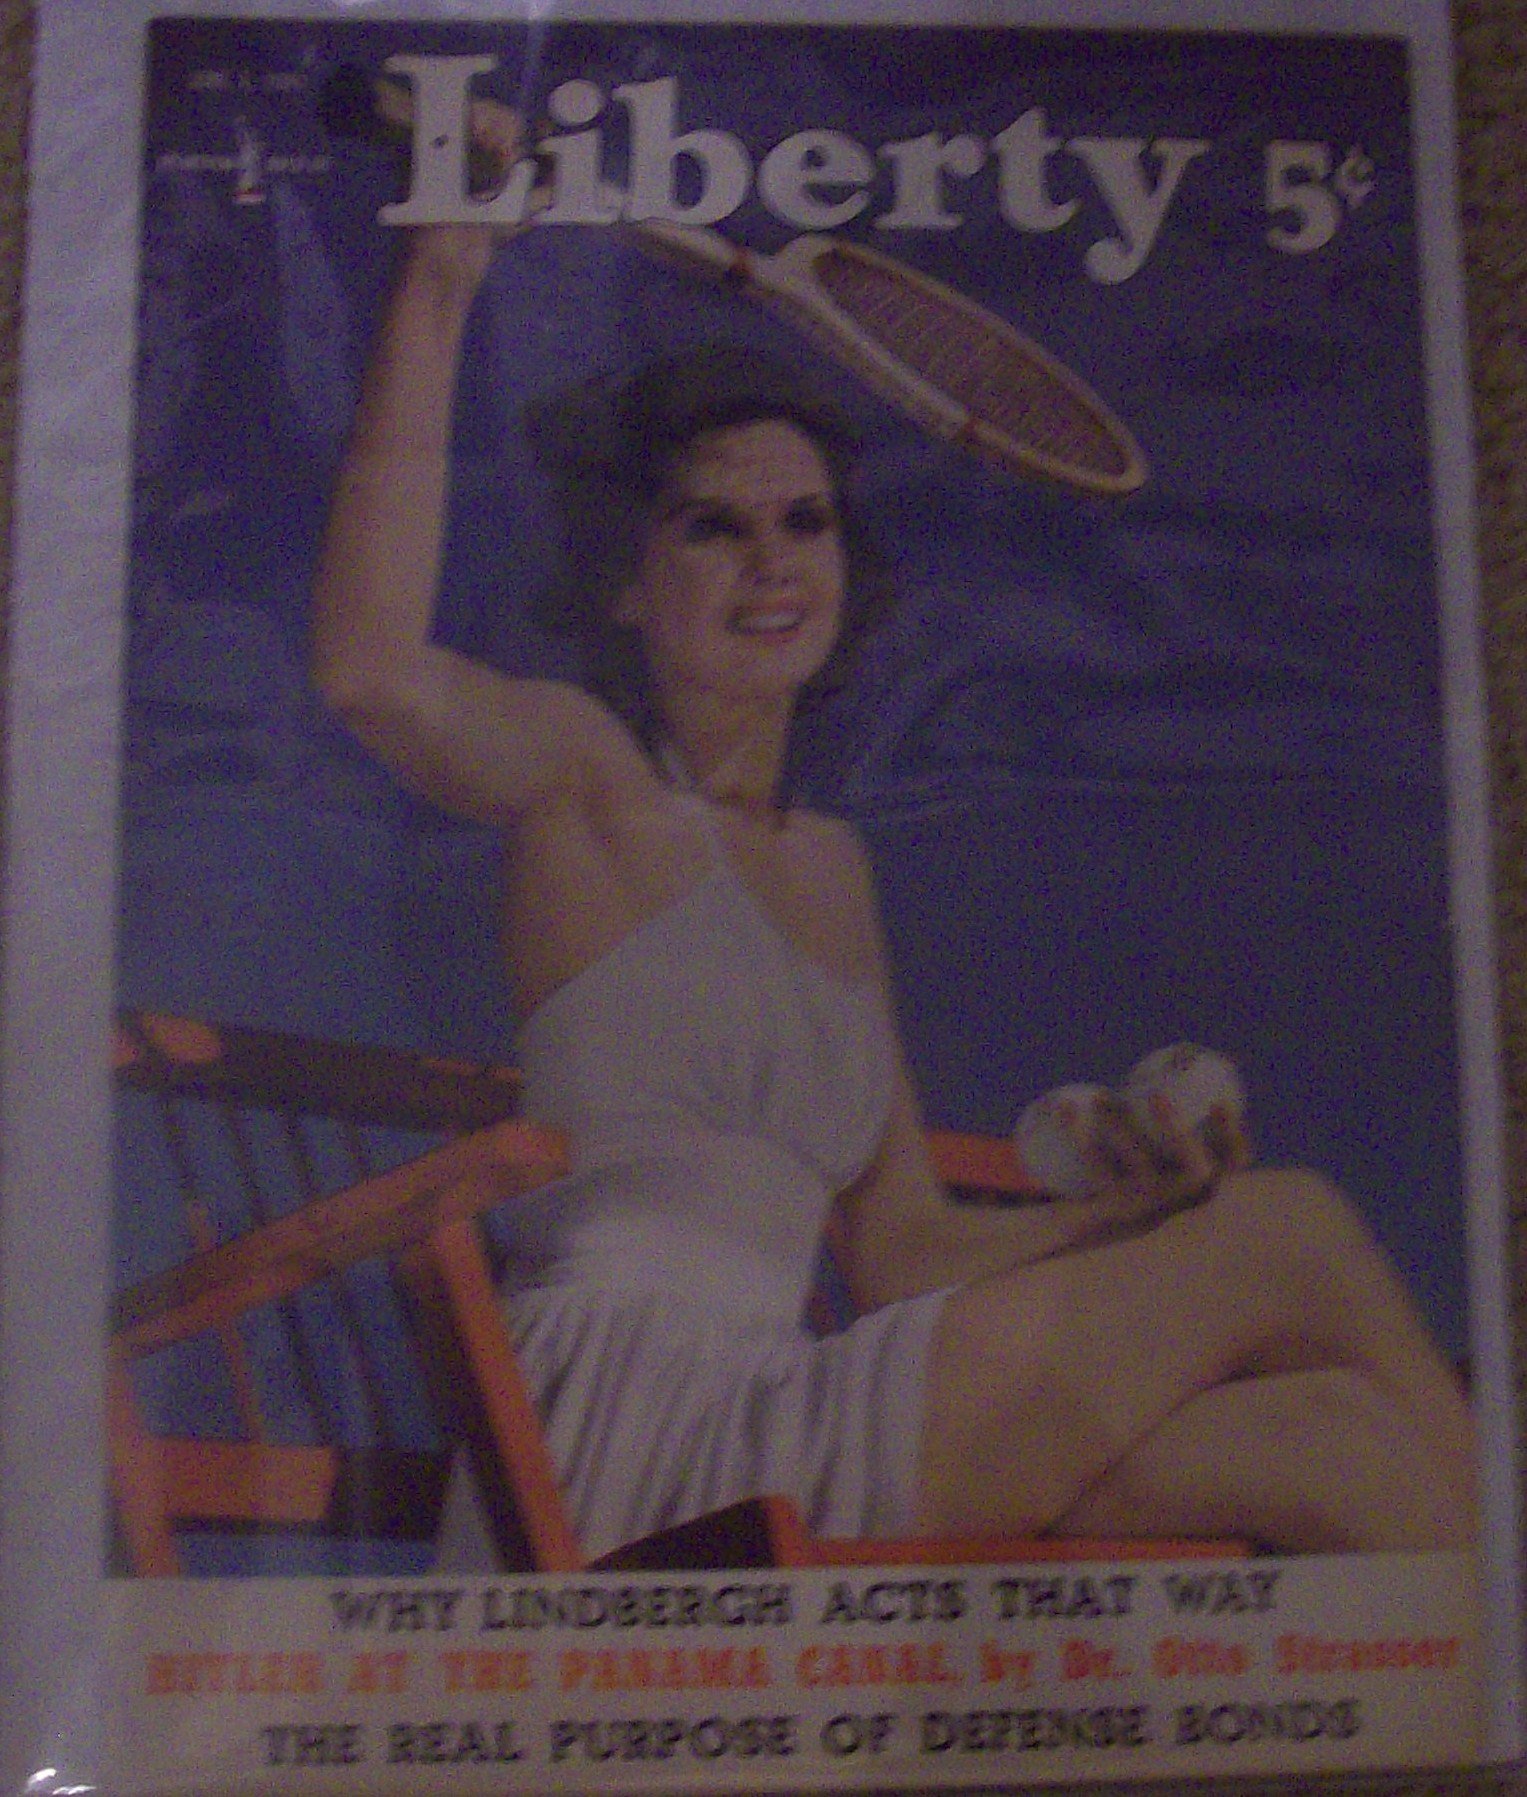 Liberty 5¢
WHY LINDBERGH ACTS THAT WAY
HITLER AT THE PANAMA CANAL, by Dr. Otto Strasser
THE REAL PURPOSE OF DEFENSE BONDS